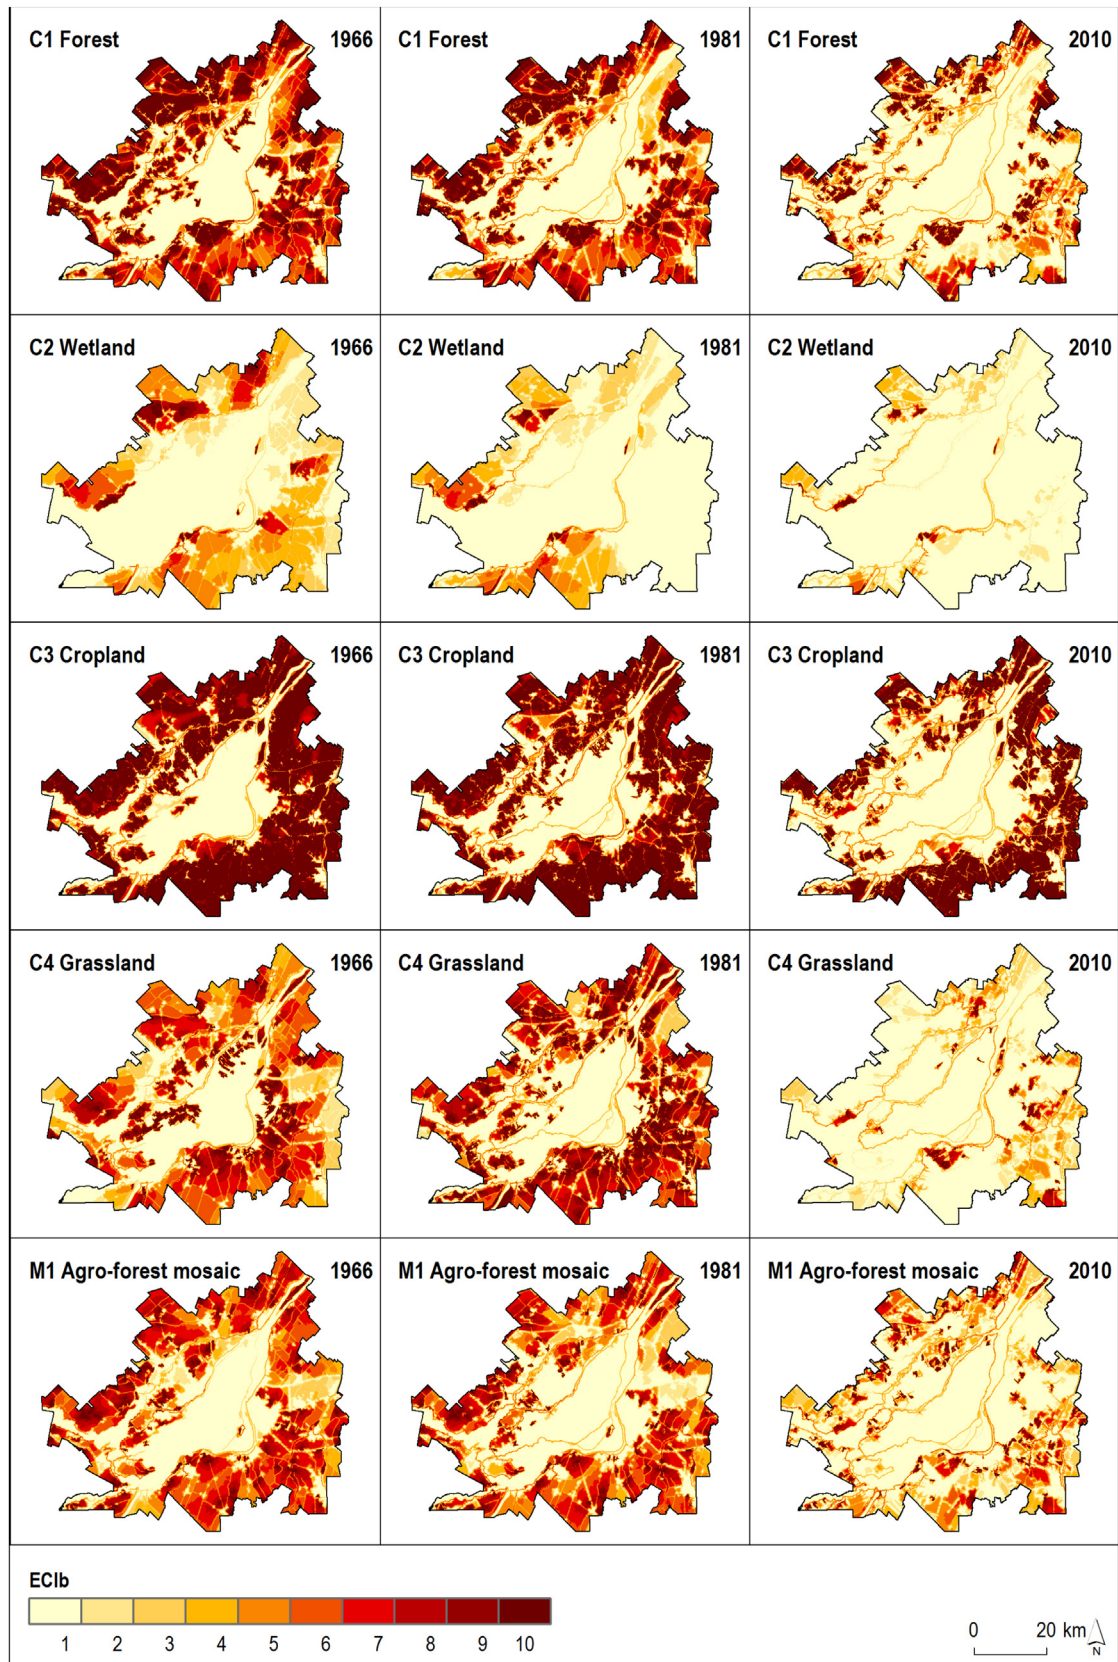 C1 Forest 1966
C1 Forest 1981
C1 Forest 2010
C2 Wetland 1966
C2 Wetland 1981
C2 Wetland 2010
C3 Cropland 1966
C3 Cropland 1981
C3 Cropland 2010
C4 Grassland 1966
C4 Grassland 1981
C4 Grassland 2010
M1 Agro-forest mosaic 1966
M1 Agro-forest mosaic 1981
M1 Agro-forest mosaic 2010
ECIb
1 2 3 4 5 6 7 8 9 10
0 20 km
N